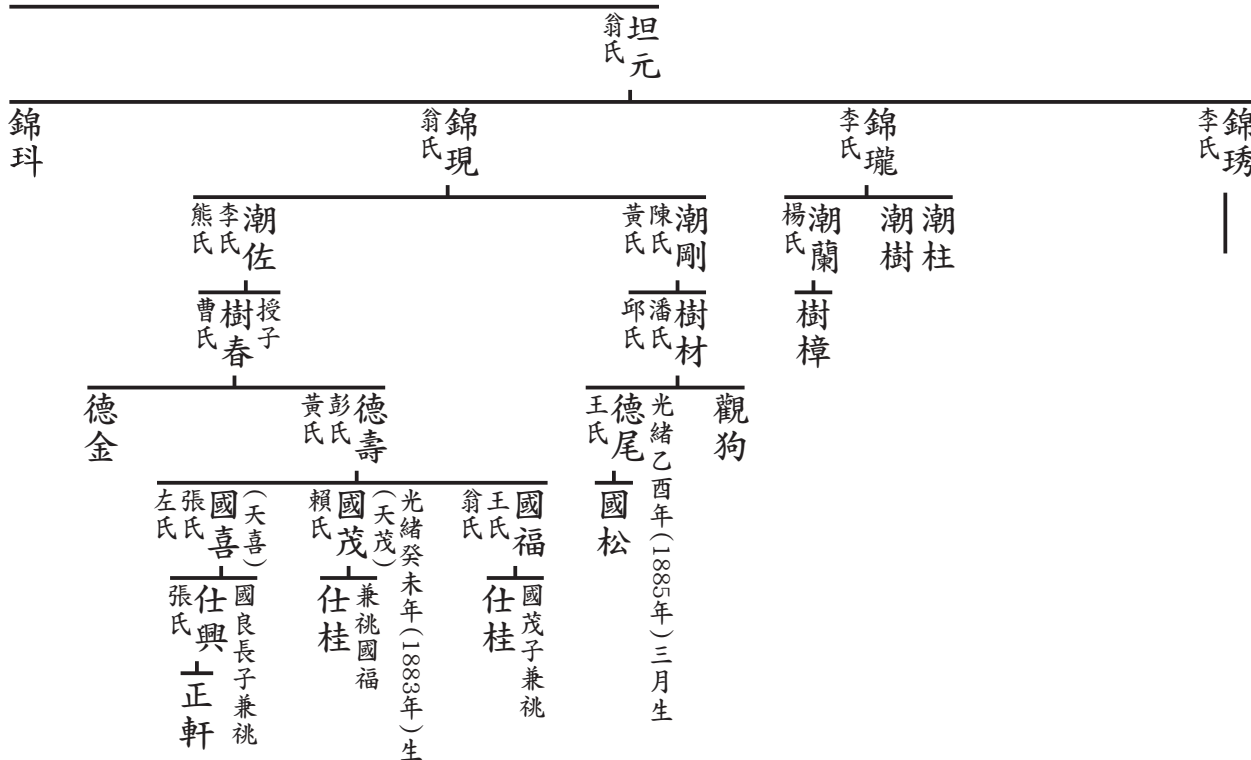 坦元
翁氏
錦琇
李氏
錦瓏
李氏
錦現
翁氏
錦玝
潮柱
潮樹
潮蘭
楊氏
潮剛
陳氏
黃氏
潮佐
李氏
熊氏
樹樟
樹材
潘氏
邱氏
授子
樹春
曹氏
觀狗
光緒乙酉年(1885年)三月生
德尾
王氏
德壽
彭氏
黃氏
德金
國松
國福
王氏
翁氏
光緒癸未年(1883年)生
(天茂)
國茂
賴氏
(天喜)
國喜
張氏
左氏
國茂子兼祧
仕桂
兼祧國福
仕桂
國良長子兼祧
仕興
張氏
正軒